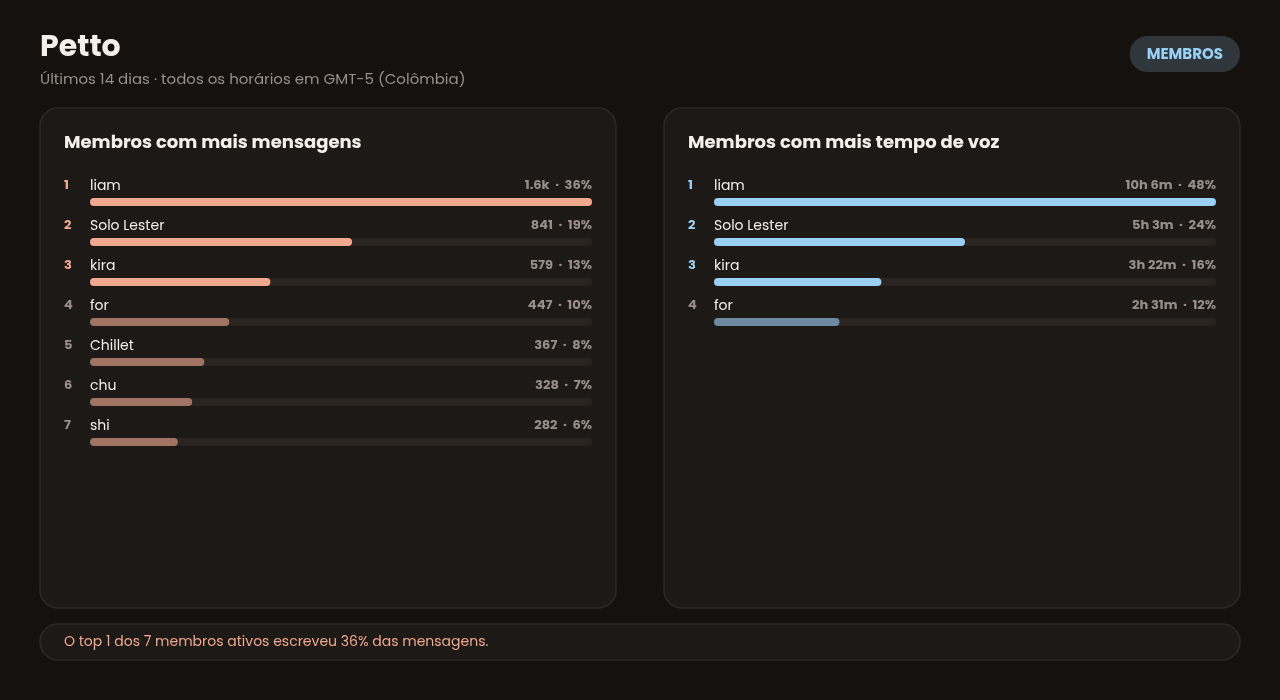 Petto
Últimos 14 dias · todos os horários em GMT-5 (Colômbia)
MEMBROS
Membros com mais mensagens
1 liam 1.6k · 36%
2 Solo Lester 841 · 19%
3 kira 579 · 13%
4 for 447 · 10%
5 Chillet 367 · 8%
6 chu 328 · 7%
7 shi 282 · 6%
Membros com mais tempo de voz
1 liam 10h 6m · 48%
2 Solo Lester 5h 3m · 24%
3 kira 3h 22m · 16%
4 for 2h 31m · 12%
O top 1 dos 7 membros ativos escreveu 36% das mensagens.